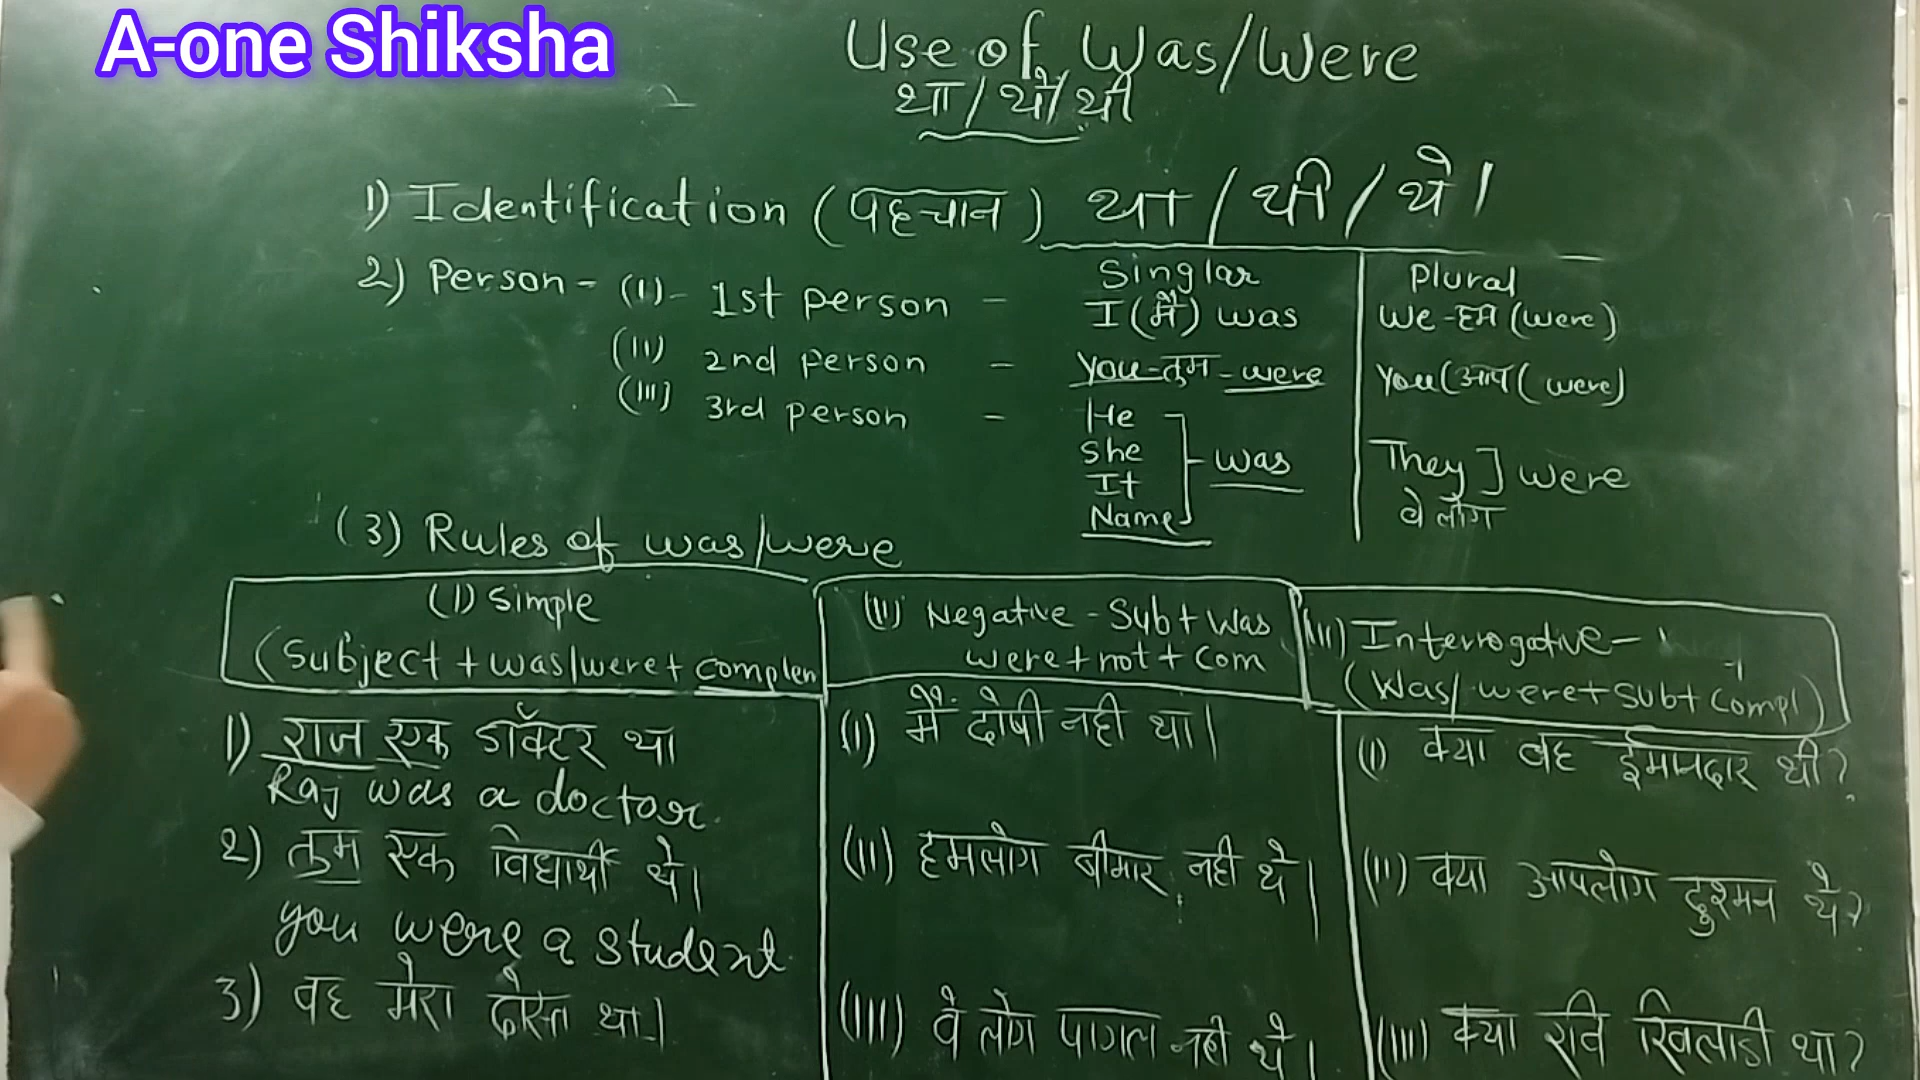 A-one Shiksha
Use of Was/Were
था/थे/थी
1) Identification (पहचान) था/थी/थे।
Singlar
Plural
2) Person - (I) - 1st person - I (मैं) was
We - हम (were)
(II) 2nd person - You - तुम - were
You (आप ( were)
(III) 3rd person - He
She
It
Name
was
They ] were
वे लोग
(3) Rules of was/were
(I) Simple
(Subject + was/were + complen
(II) Negative - Sub + Was
were + not + com
(III) Interrogative -
(Was/ were + Sub + Compl)
1) राज एक डॉक्टर था
Raj was a doctor.
2) तुम एक विद्यार्थी थे।
you were a student
3) वह मेरा दोस्त था।
(I) मैं दोषी नही था।
(II) हमलोग बीमार नही थे।
(III) वे लोग पागल नही थे।
(I) क्या वह ईमानदार थी?
(II) क्या आपलोग दुश्मन थे?
(III) क्या रवि खिलाडी था?